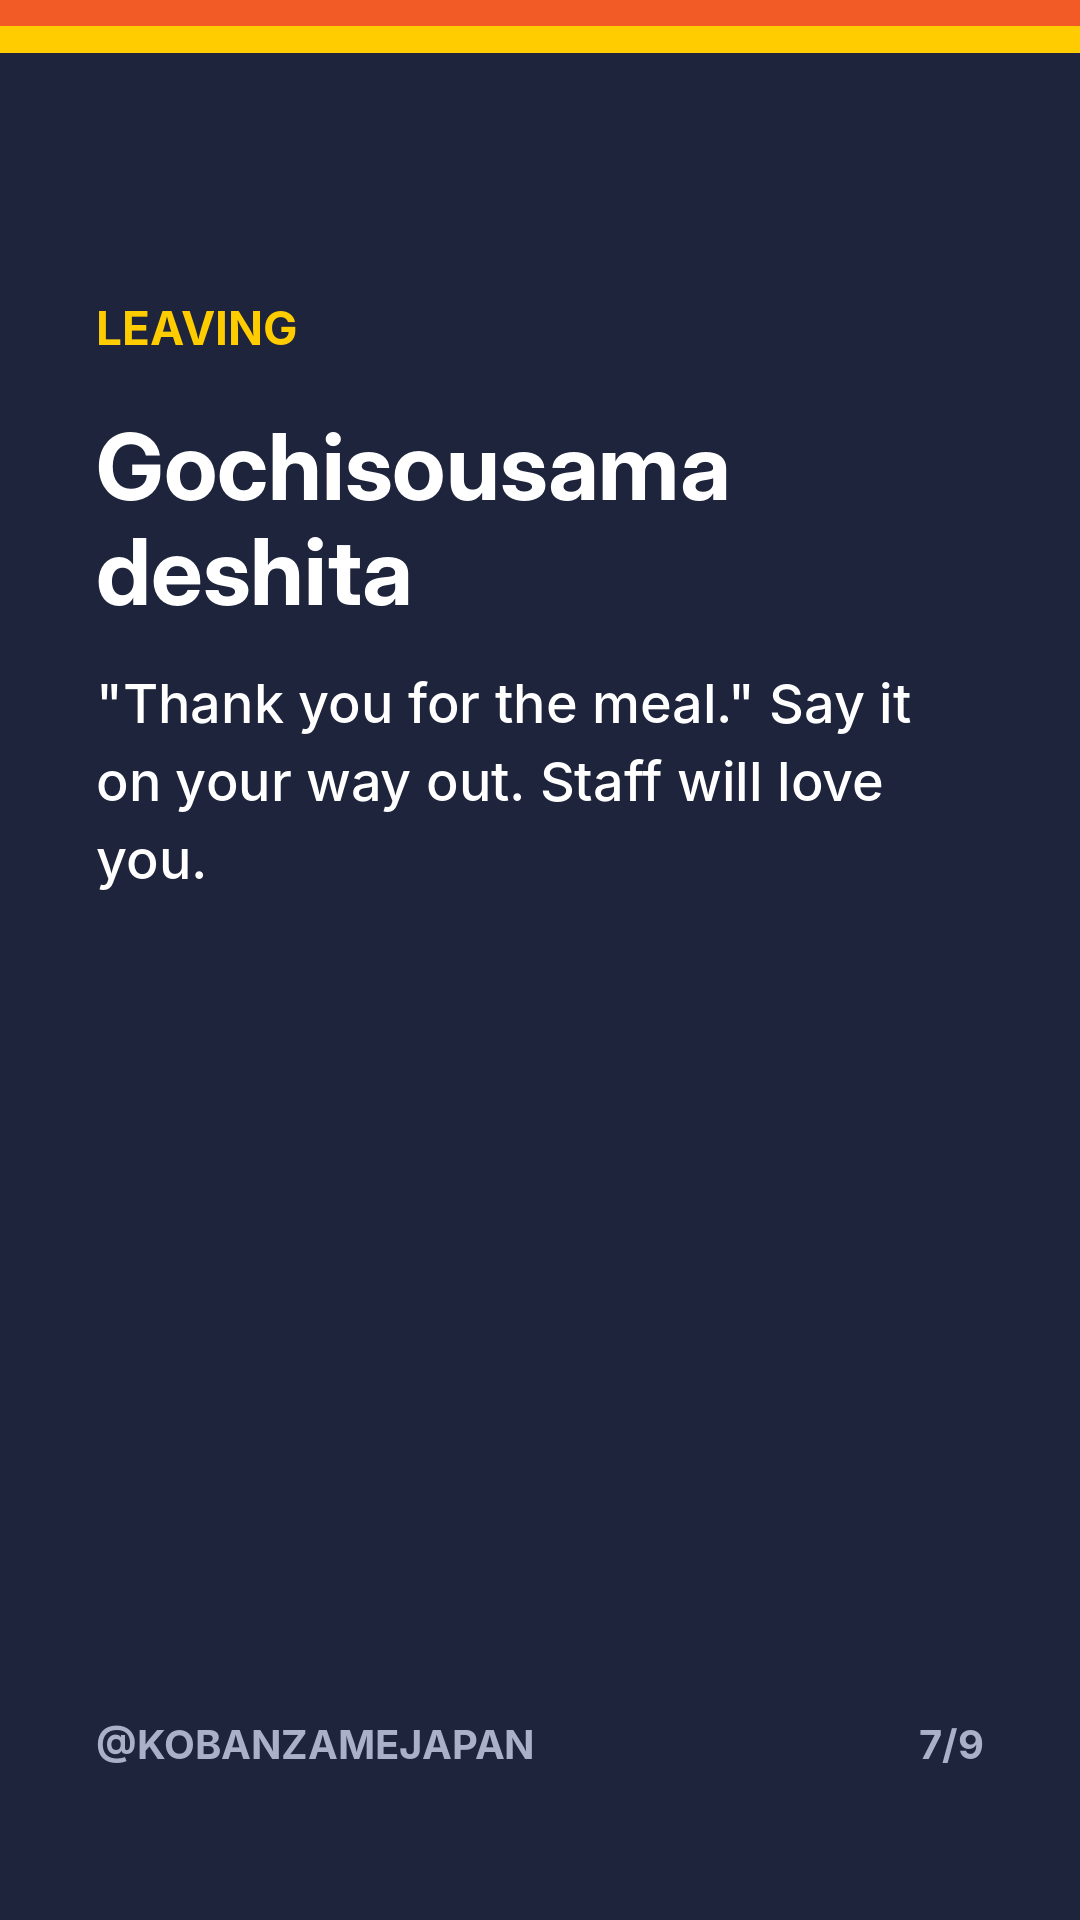 LEAVING
Gochisousama
deshita
"Thank you for the meal." Say it
on your way out. Staff will love
you.
@KOBANZAMEJAPAN
7/9